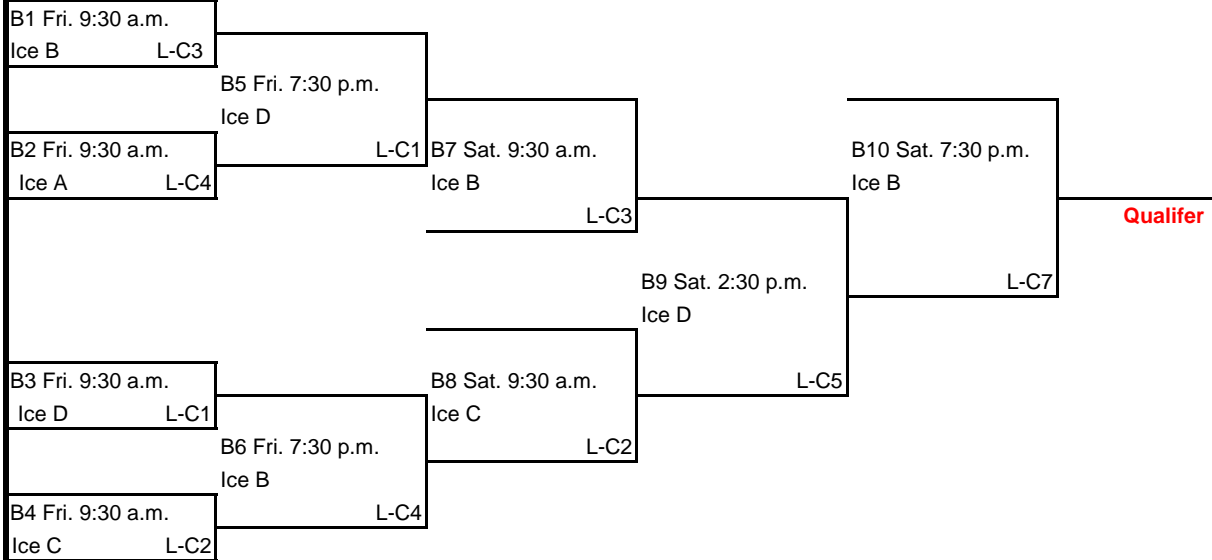 B1 Fri. 9:30 a.m.
Ice B L-C3
B5 Fri. 7:30 p.m.
Ice D
B2 Fri. 9:30 a.m.
L-C1
B7 Sat. 9:30 a.m.
B10 Sat. 7:30 p.m.
Ice A L-C4
Ice B
Ice B
L-C3
Qualifer
B9 Sat. 2:30 p.m.
L-C7
Ice D
B3 Fri. 9:30 a.m.
B8 Sat. 9:30 a.m.
L-C5
Ice D L-C1
Ice C
B6 Fri. 7:30 p.m.
L-C2
Ice B
B4 Fri. 9:30 a.m.
L-C4
Ice C L-C2